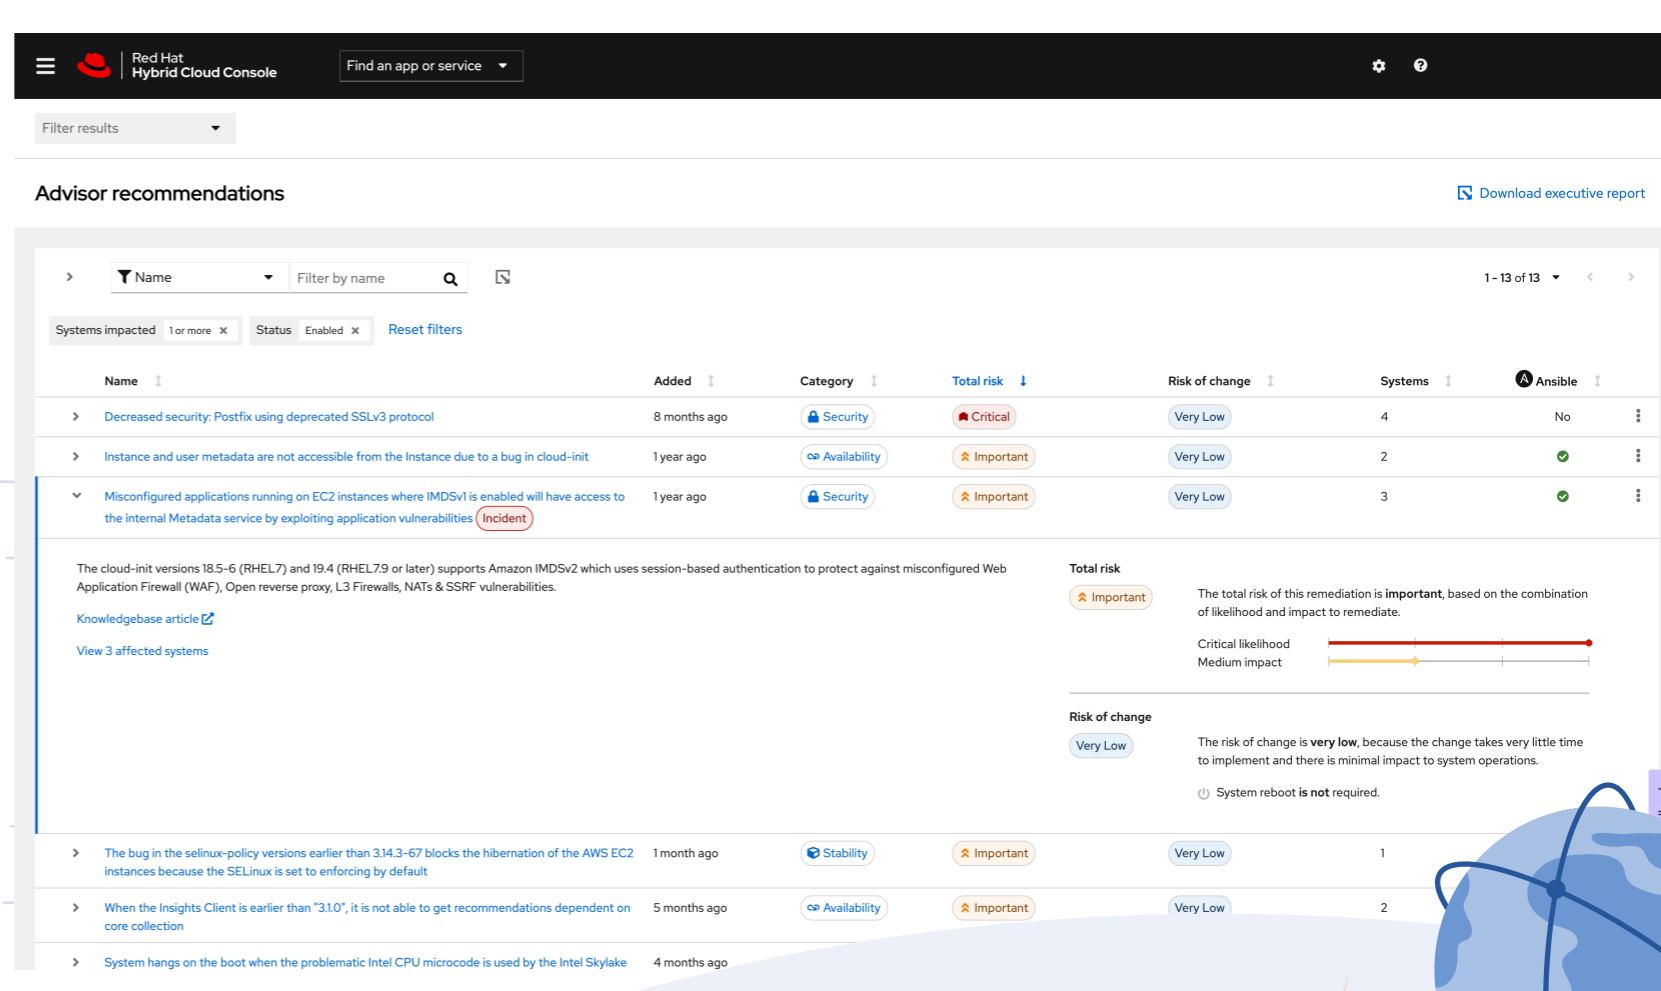 Red Hat
Hybrid Cloud Console
Find an app or service
Filter results
Advisor recommendations
Download executive report
Name
Filter by name
1 - 13 of 13
Systems impacted 1 or more
Status Enabled
Reset filters
Name Added Category Total risk Risk of change Systems Ansible
Decreased security: Postfix using deprecated SSLv3 protocol 8 months ago Security Critical Very Low 4 No
Instance and user metadata are not accessible from the Instance due to a bug in cloud-init 1 year ago Availability Important Very Low 2
Misconfigured applications running on EC2 instances where IMDSv1 is enabled will have access to 1 year ago Security Important Very Low 3
the internal Metadata service by exploiting application vulnerabilities Incident
The cloud-init versions 18.5-6 (RHEL7) and 19.4 (RHEL7.9 or later) supports Amazon IMDSv2 which uses session-based authentication to protect against misconfigured Web
Application Firewall (WAF), Open reverse proxy, L3 Firewalls, NATs & SSRF vulnerabilities.
Knowledgebase article
View 3 affected systems
Total risk
Important
The total risk of this remediation is important, based on the combination
of likelihood and impact to remediate.
Critical likelihood
Medium impact
Risk of change
Very Low
The risk of change is very low, because the change takes very little time
to implement and there is minimal impact to system operations.
System reboot is not required.
The bug in the selinux-policy versions earlier than 3.14.3-67 blocks the hibernation of the AWS EC2 1 month ago Stability Important Very Low 1
instances because the SELinux is set to enforcing by default
When the Insights Client is earlier than "3.1.0", it is not able to get recommendations dependent on 5 months ago Availability Important Very Low 2
core collection
System hangs on the boot when the problematic Intel CPU microcode is used by the Intel Skylake 4 months ago